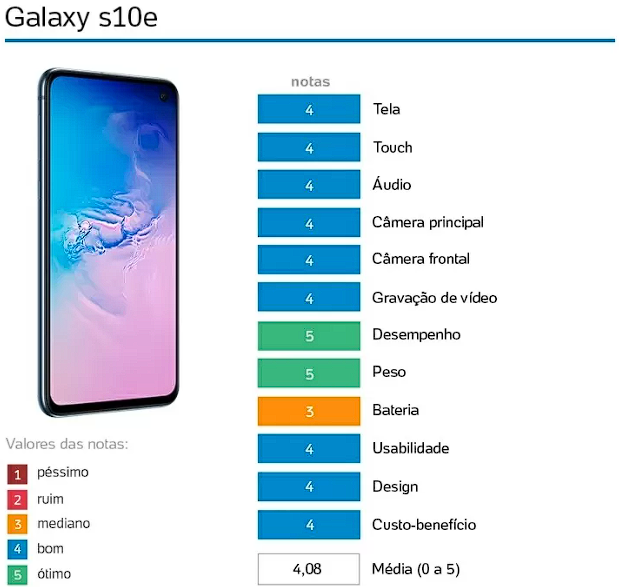 Galaxy s10e
notas
4 Tela
4 Touch
4 Áudio
4 Câmera principal
4 Câmera frontal
4 Gravação de vídeo
5 Desempenho
5 Peso
3 Bateria
4 Usabilidade
4 Design
4 Custo-benefício
4,08 Média (0 a 5)
Valores das notas:
1 péssimo
2 ruim
3 mediano
4 bom
5 ótimo